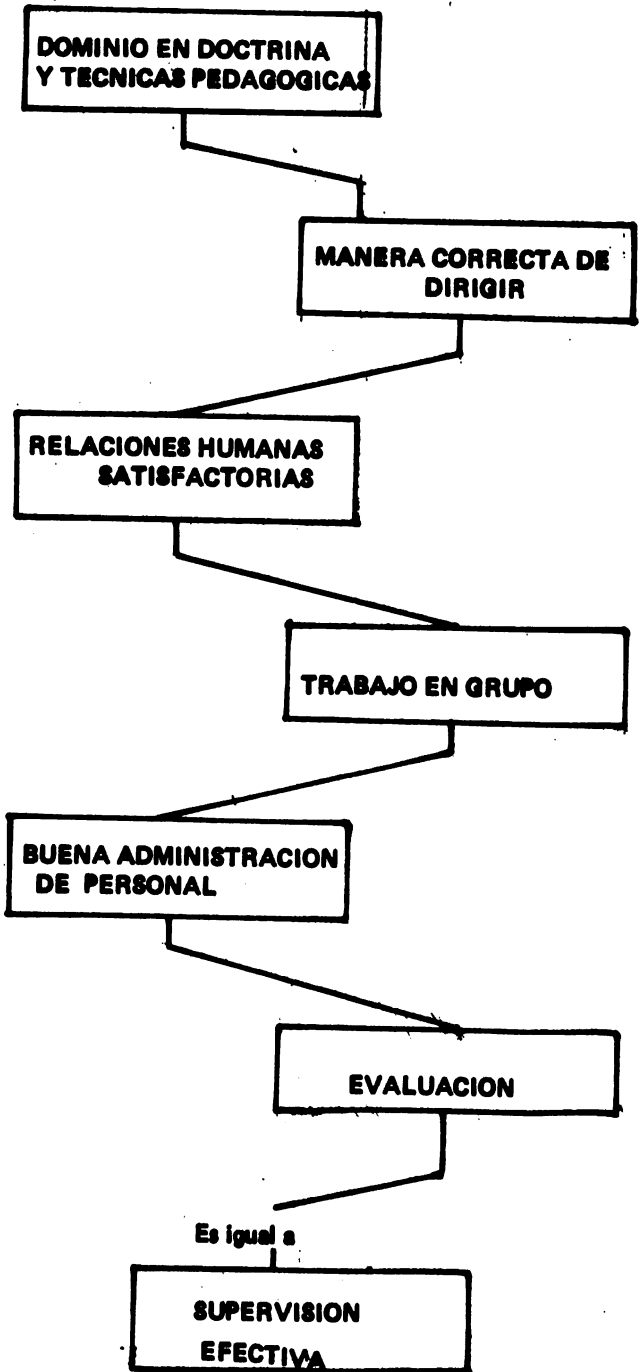 DOMINIO EN DOCTRINA
Y TECNICAS PEDAGOGICAS
MANERA CORRECTA DE
DIRIGIR
RELACIONES HUMANAS
SATISFACTORIAS
TRABAJO EN GRUPO
BUENA ADMINISTRACION
DE PERSONAL
EVALUACION
Es igual a
SUPERVISION
EFECTIVA